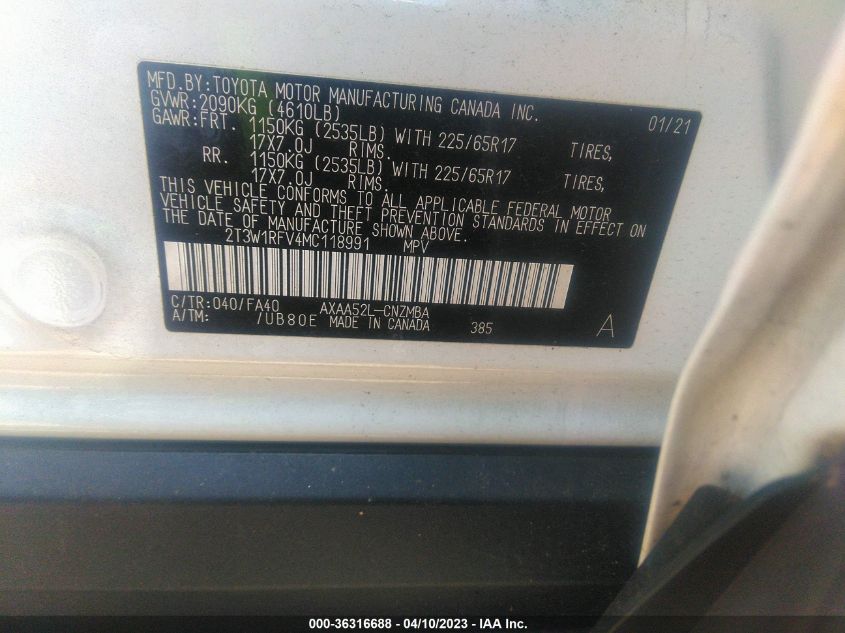 MFD.BY:TOYOTA MOTOR MANUFACTURING CANADA INC. 01/21
GVWR:2090KG (4610LB)
GAWR:FRT. 1150KG (2535LB) WITH 225/65R17 TIRES,
17X7.0J RIMS.
RR. 1150KG (2535LB) WITH 225/65R17 TIRES,
17X7.0J RIMS.
THIS VEHICLE CONFORMS TO ALL APPLICABLE FEDERAL MOTOR
VEHICLE SAFETY AND THEFT PREVENTION STANDARDS IN EFFECT ON
THE DATE OF MANUFACTURE SHOWN ABOVE.
2T3W1RFV4MC118991 MPV
C/TR:040/FA40 AXAA52L-CNZMBA
A/TM: /UB80E MADE IN CANADA 385 A
000-36316688 - 04/10/2023 - IAA Inc.